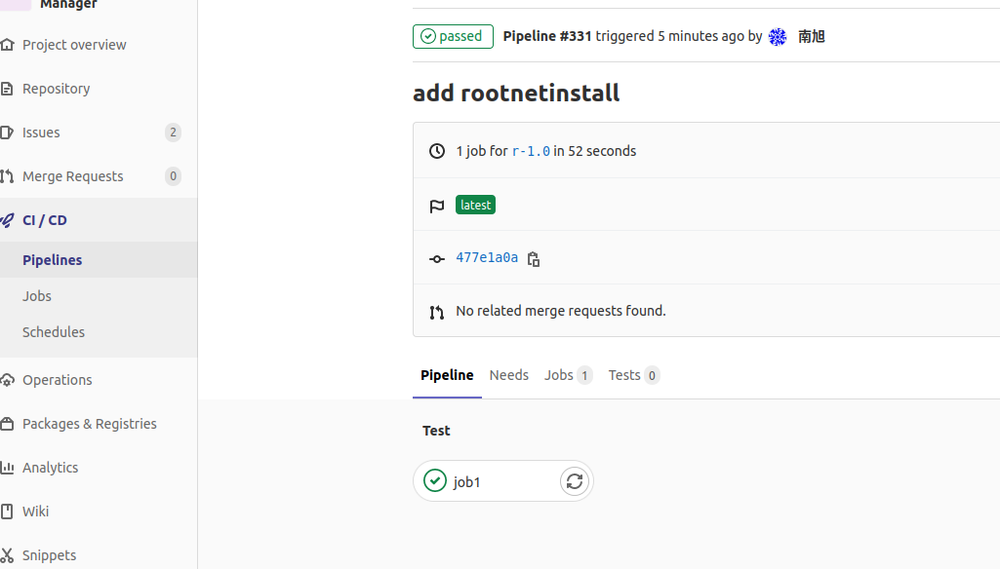 Manager
Project overview
Repository
Issues 2
Merge Requests 0
CI / CD
Pipelines
Jobs
Schedules
Operations
Packages & Registries
Analytics
Wiki
Snippets
passed Pipeline #331 triggered 5 minutes ago by 南旭
add rootnetinstall
1 job for r-1.0 in 52 seconds
latest
477e1a0a
No related merge requests found.
Pipeline Needs Jobs 1 Tests 0
Test
job1